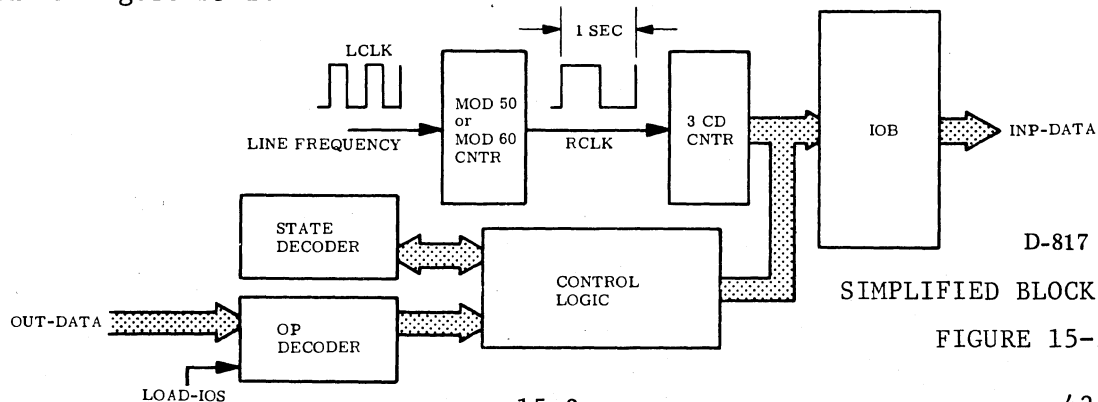 1 SEC
LCLK
MOD 50
or
MOD 60
CNTR
3 CD
CNTR
IOB
INP-DATA
LINE FREQUENCY
RCLK
STATE
DECODER
CONTROL
LOGIC
D-817
SIMPLIFIED BLOCK
FIGURE 15-
OUT-DATA
OP
DECODER
LOAD-IOS